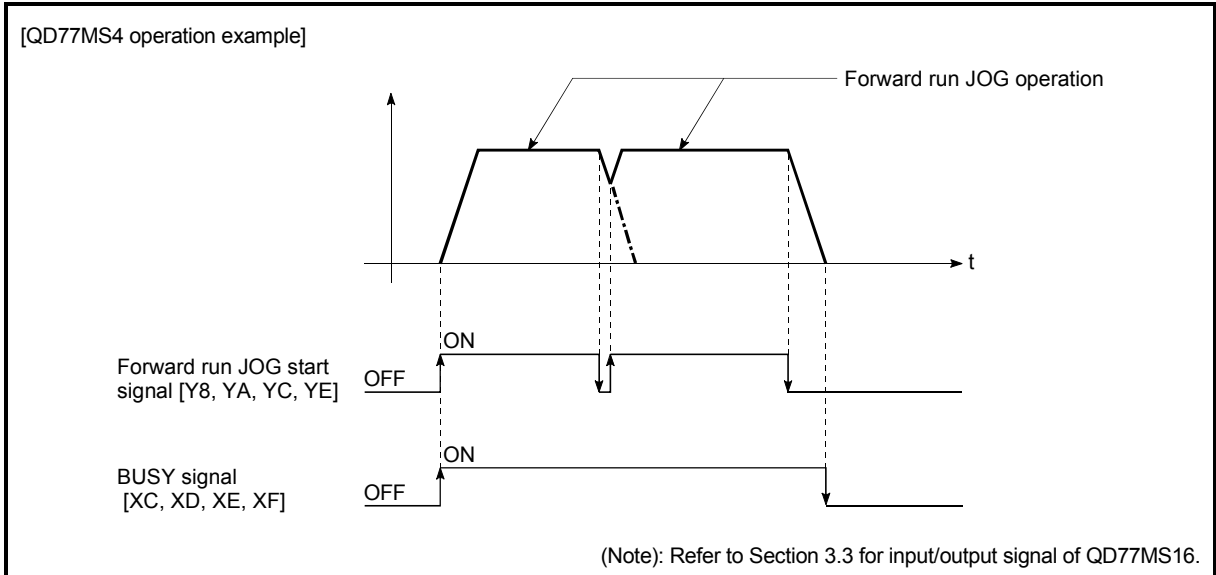 [QD77MS4 operation example]
Forward run JOG operation
t
ON
Forward run JOG start
signal [Y8, YA, YC, YE]
OFF
ON
BUSY signal
[XC, XD, XE, XF]
OFF
(Note): Refer to Section 3.3 for input/output signal of QD77MS16.